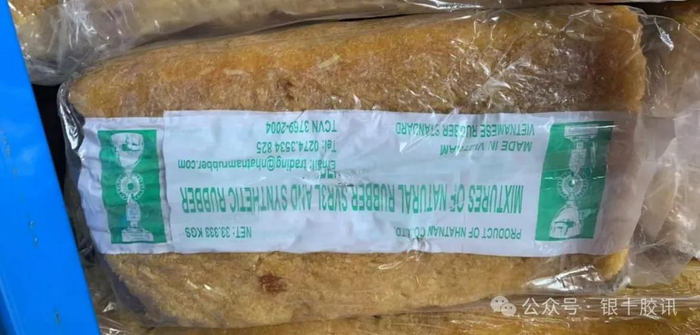 PRODUCT OF NHATNAN CO.,LTD.
NET: 33.333 KGS
MIXTURES OF NATURAL RUBBER SVR3L AND SYNTHETIC RUBBER
MADE IN VIETNAM
VIETNAMESE RUBBER STANDARD
Email: trading@nhatnamrubber.com
Tel: 0274.3534 825
TCVN 3769-2004
公众号 · 银十胶讯